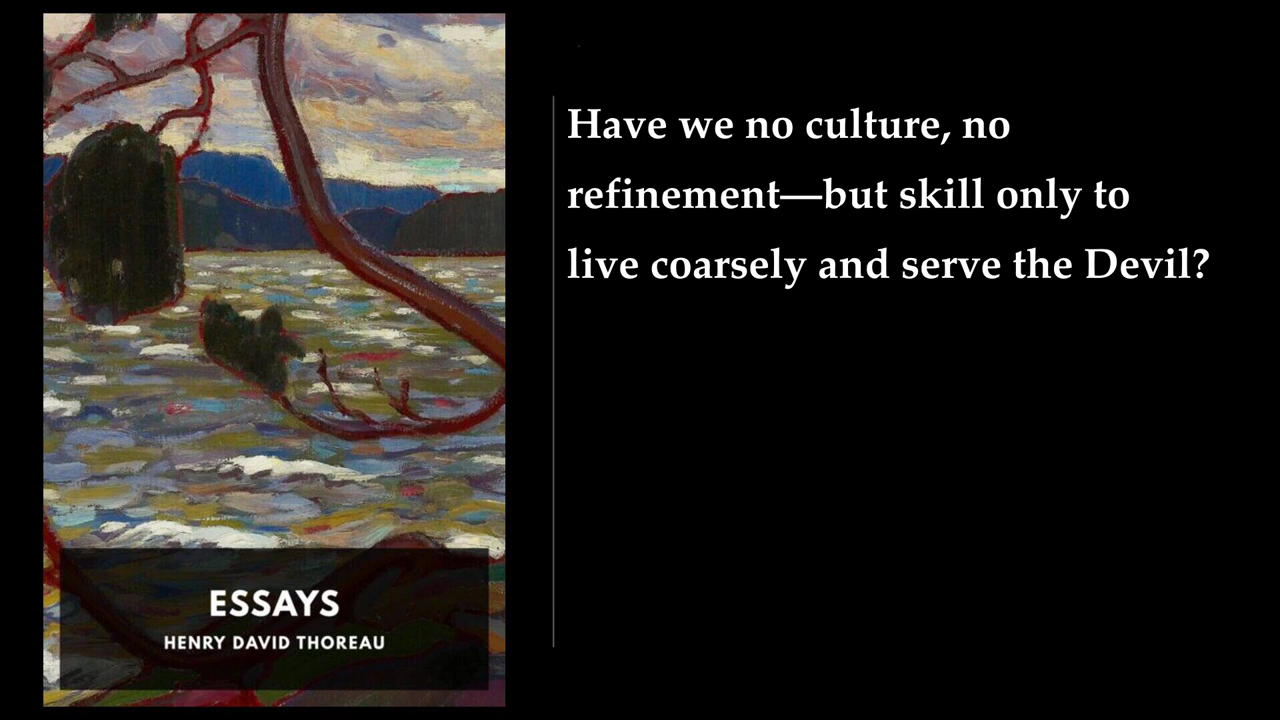 ESSAYS
HENRY DAVID THOREAU
Have we no culture, no
refinement—but skill only to
live coarsely and serve the Devil?